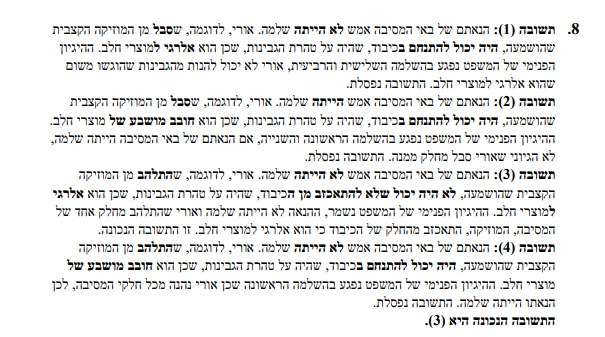 8. תשובה (1): הנאתם של באי המסיבה אמש לא הייתה שלמה. אורי, לדוגמה, שסבל מן המוזיקה הקצבית
שהושמעה, היה יכול להתנחם בכיבוד, שהיה על טהרת הגבינות, שכן הוא אלרגי למוצרי חלב. ההיגיון
הפנימי של המשפט נפגע בהשלמה השלישית והרביעית, אורי לא יכול להנות מהגבינות שהוגשו משום
שהוא אלרגי למוצרי חלב. התשובה נפסלת.
תשובה (2): הנאתם של באי המסיבה אמש הייתה שלמה. אורי, לדוגמה, שסבל מן המוזיקה הקצבית
שהושמעה, היה יכול להתנחם בכיבוד, שהיה על טהרת הגבינות, שכן הוא חובב מושבע של מוצרי חלב.
ההיגיון הפנימי של המשפט נפגע בהשלמה הראשונה והשנייה, אם הנאתם של באי המסיבה הייתה שלמה,
לא הגיוני שאורי סבל מחלק ממנה. התשובה נפסלת.
תשובה (3): הנאתם של באי המסיבה אמש לא הייתה שלמה. אורי, לדוגמה, שהתלהב מן המוזיקה
הקצבית שהושמעה, לא היה יכול שלא להתאכזב מן הכיבוד, שהיה על טהרת הגבינות, שכן הוא אלרגי
למוצרי חלב. ההיגיון הפנימי של המשפט נשמר, ההנאה לא הייתה שלמה ואורי שהתלהב מחלק אחד של
המסיבה, המוזיקה, התאכזב מהחלק של הכיבוד כי הוא אלרגי למוצרי חלב. זו התשובה הנכונה.
תשובה (4): הנאתם של באי המסיבה אמש לא הייתה שלמה. אורי, לדוגמה, שהתלהב מן המוזיקה
הקצבית שהושמעה, היה יכול להתנחם בכיבוד, שהיה על טהרת הגבינות, שכן הוא חובב מושבע של
מוצרי חלב. ההיגיון הפנימי של המשפט נפגע בהשלמה הראשונה שכן אורי נהנה מכל חלקי המסיבה, לכן
הנאתו הייתה שלמה. התשובה נפסלת.
התשובה הנכונה היא (3).